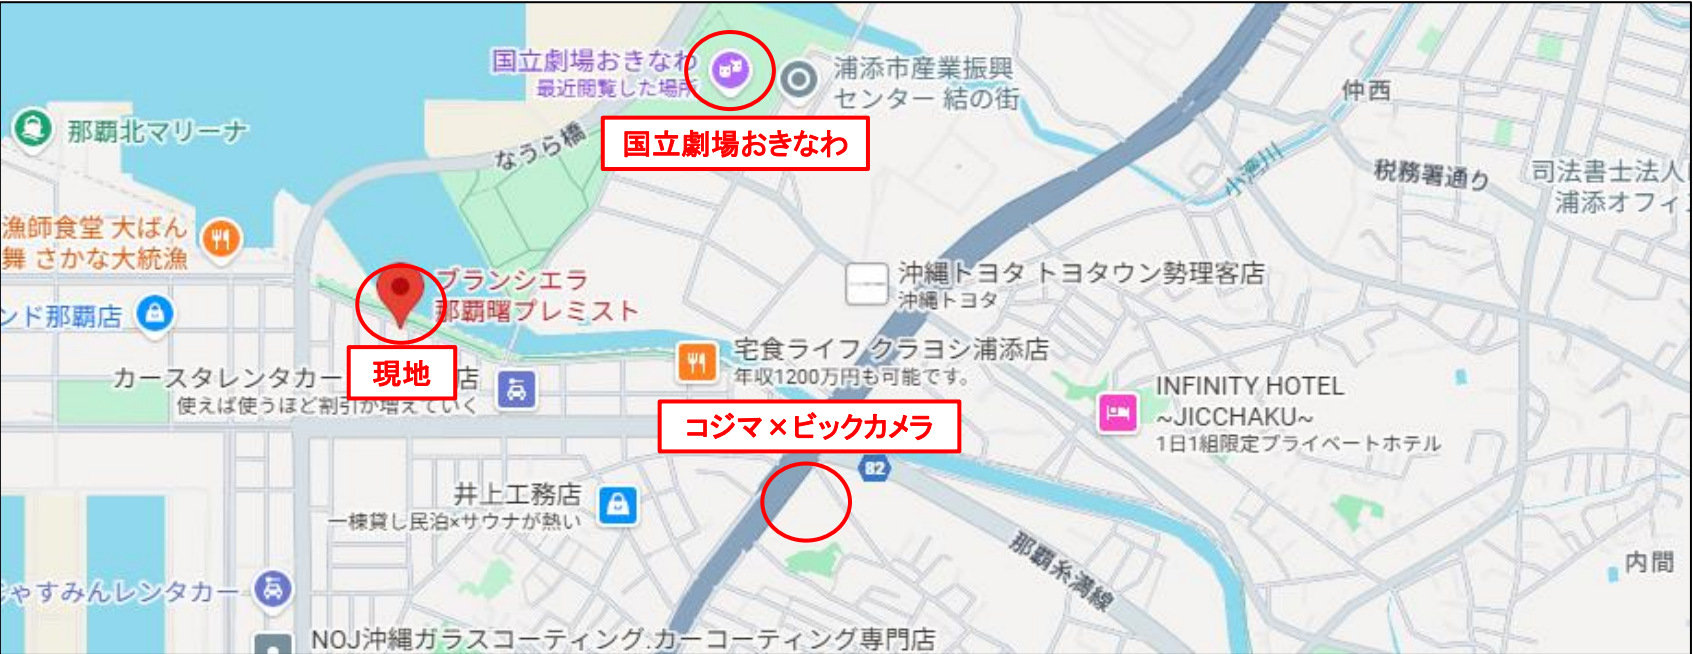 国立劇場おきなわ
最近閲覧した場所
浦添市産業振興
センター 結の街
仲西
那覇北マリーナ
なうら橋
国立劇場おきなわ
小湾川
税務署通り
司法書士法人
浦添オフィ
漁師食堂 大ばん
舞 さかな大統漁
ブランシエラ
那覇曙プレミスト
沖縄トヨタ トヨタウン勢理客店
沖縄トヨタ
ンド那覇店
現地
宅食ライフ クラヨシ浦添店
年収1200万円も可能です。
カースタレンタカー
店
使えば使うほど割引が増えていく
INFINITY HOTEL
~JICCHAKU~
1日1組限定プライベートホテル
コジマ×ビックカメラ
82
井上工務店
一棟貸し民泊×サウナが熱い
那覇糸満線
内間
やすみんレンタカー
NOJ沖縄ガラスコーティング.カーコーティング専門店